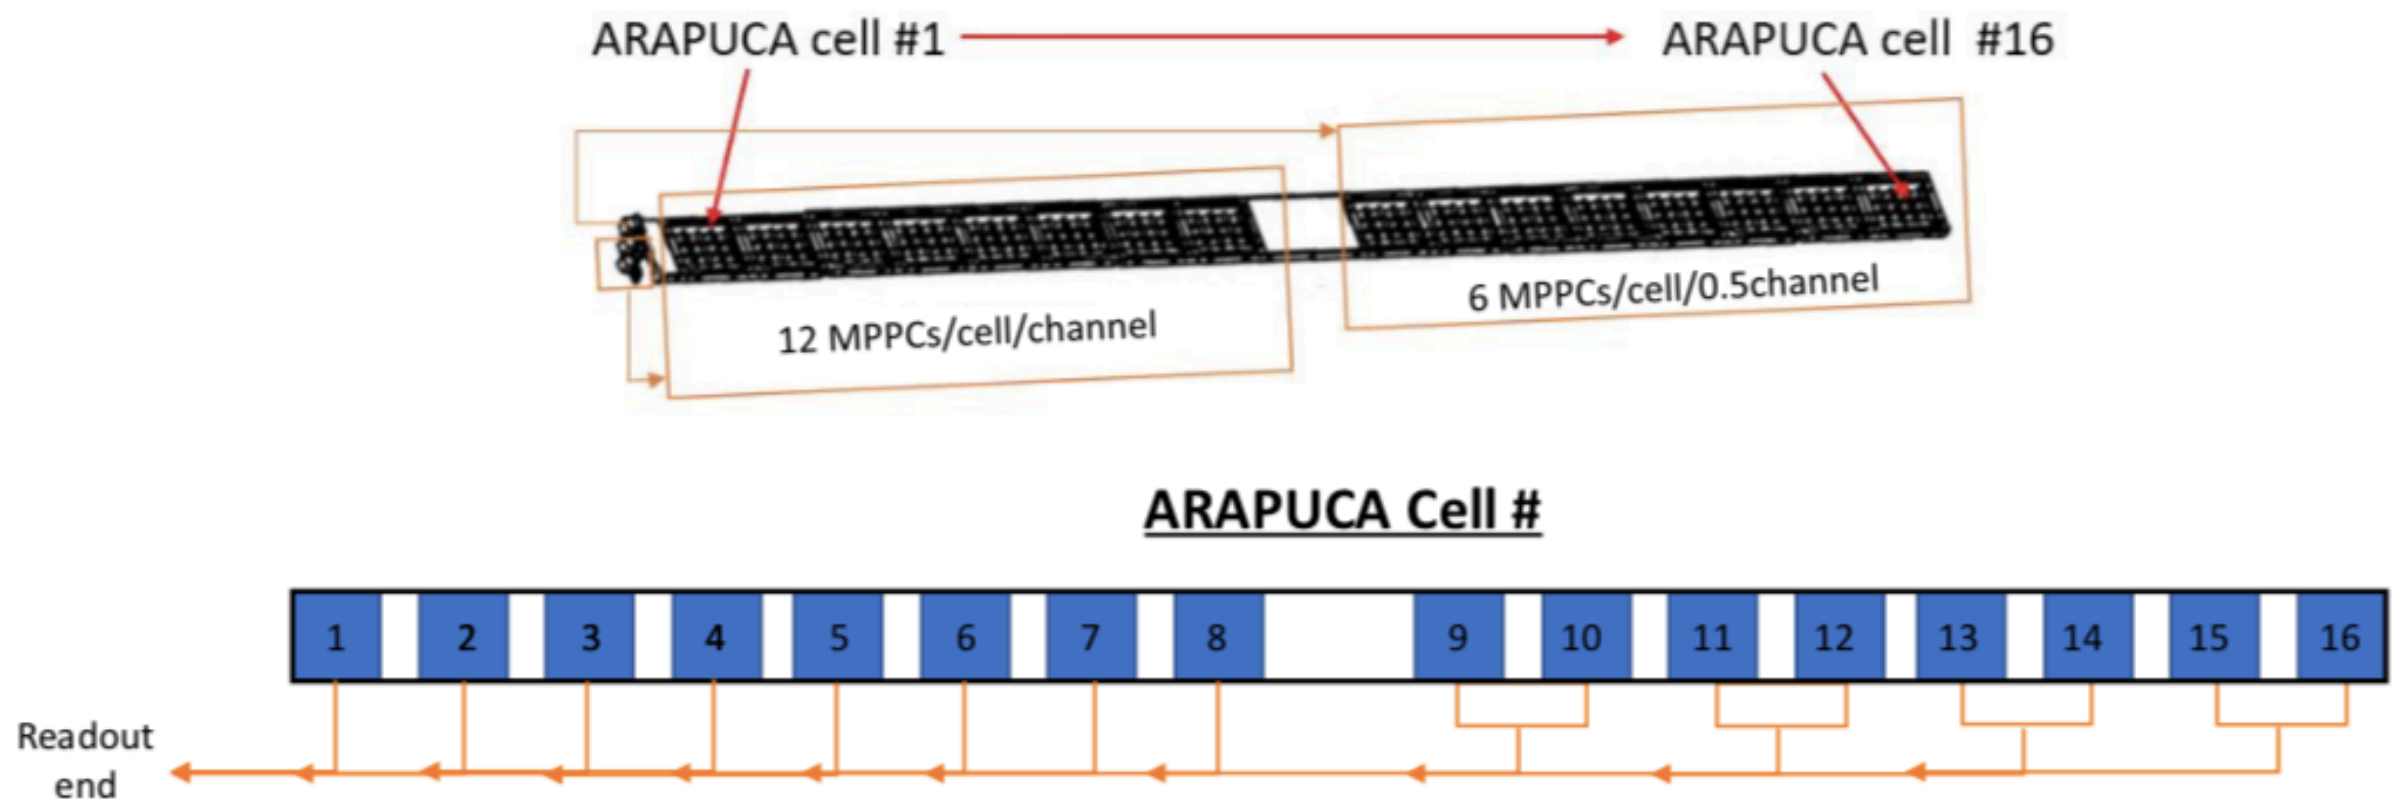 ARAPUCA cell #1
ARAPUCA cell #16
12 MPPCs/cell/channel
6 MPPCs/cell/0.5channel
ARAPUCA Cell #
1 2 3 4 5 6 7 8 9 10 11 12 13 14 15 16
Readout
end